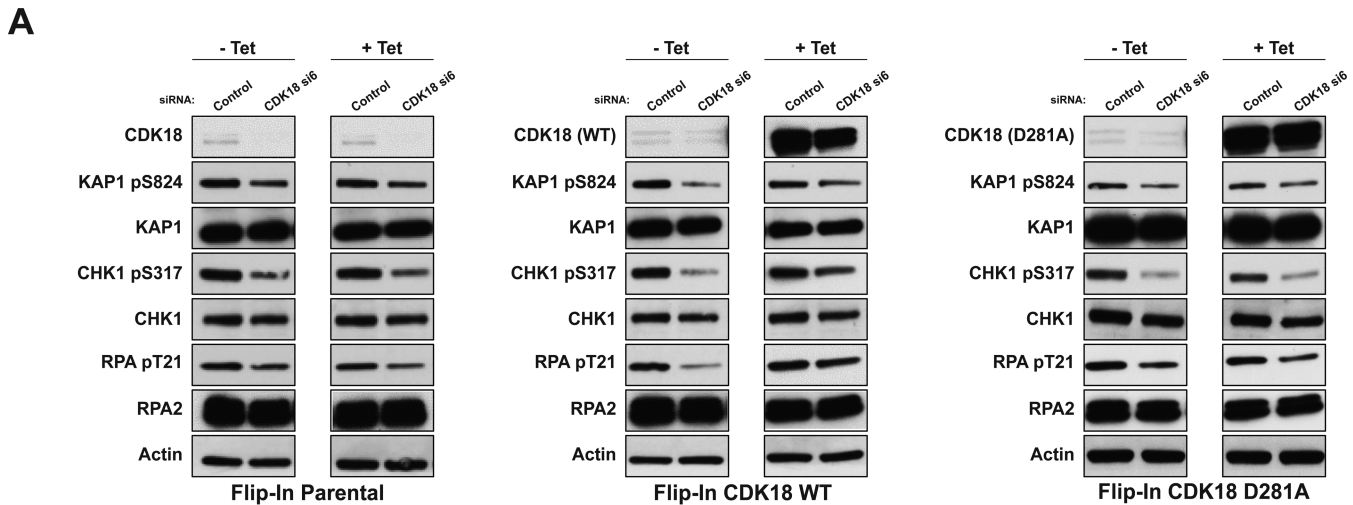 A
- Tet + Tet - Tet + Tet - Tet + Tet
siRNA: Control CDK18 si6 Control CDK18 si6 siRNA: Control CDK18 si6 Control CDK18 si6 siRNA: Control CDK18 si6 Control CDK18 si6
CDK18 CDK18 (WT) CDK18 (D281A)
KAP1 pS824 KAP1 pS824 KAP1 pS824
KAP1 KAP1 KAP1
CHK1 pS317 CHK1 pS317 CHK1 pS317
CHK1 CHK1 CHK1
RPA pT21 RPA pT21 RPA pT21
RPA2 RPA2 RPA2
Actin Actin Actin
Flip-In Parental Flip-In CDK18 WT Flip-In CDK18 D281A